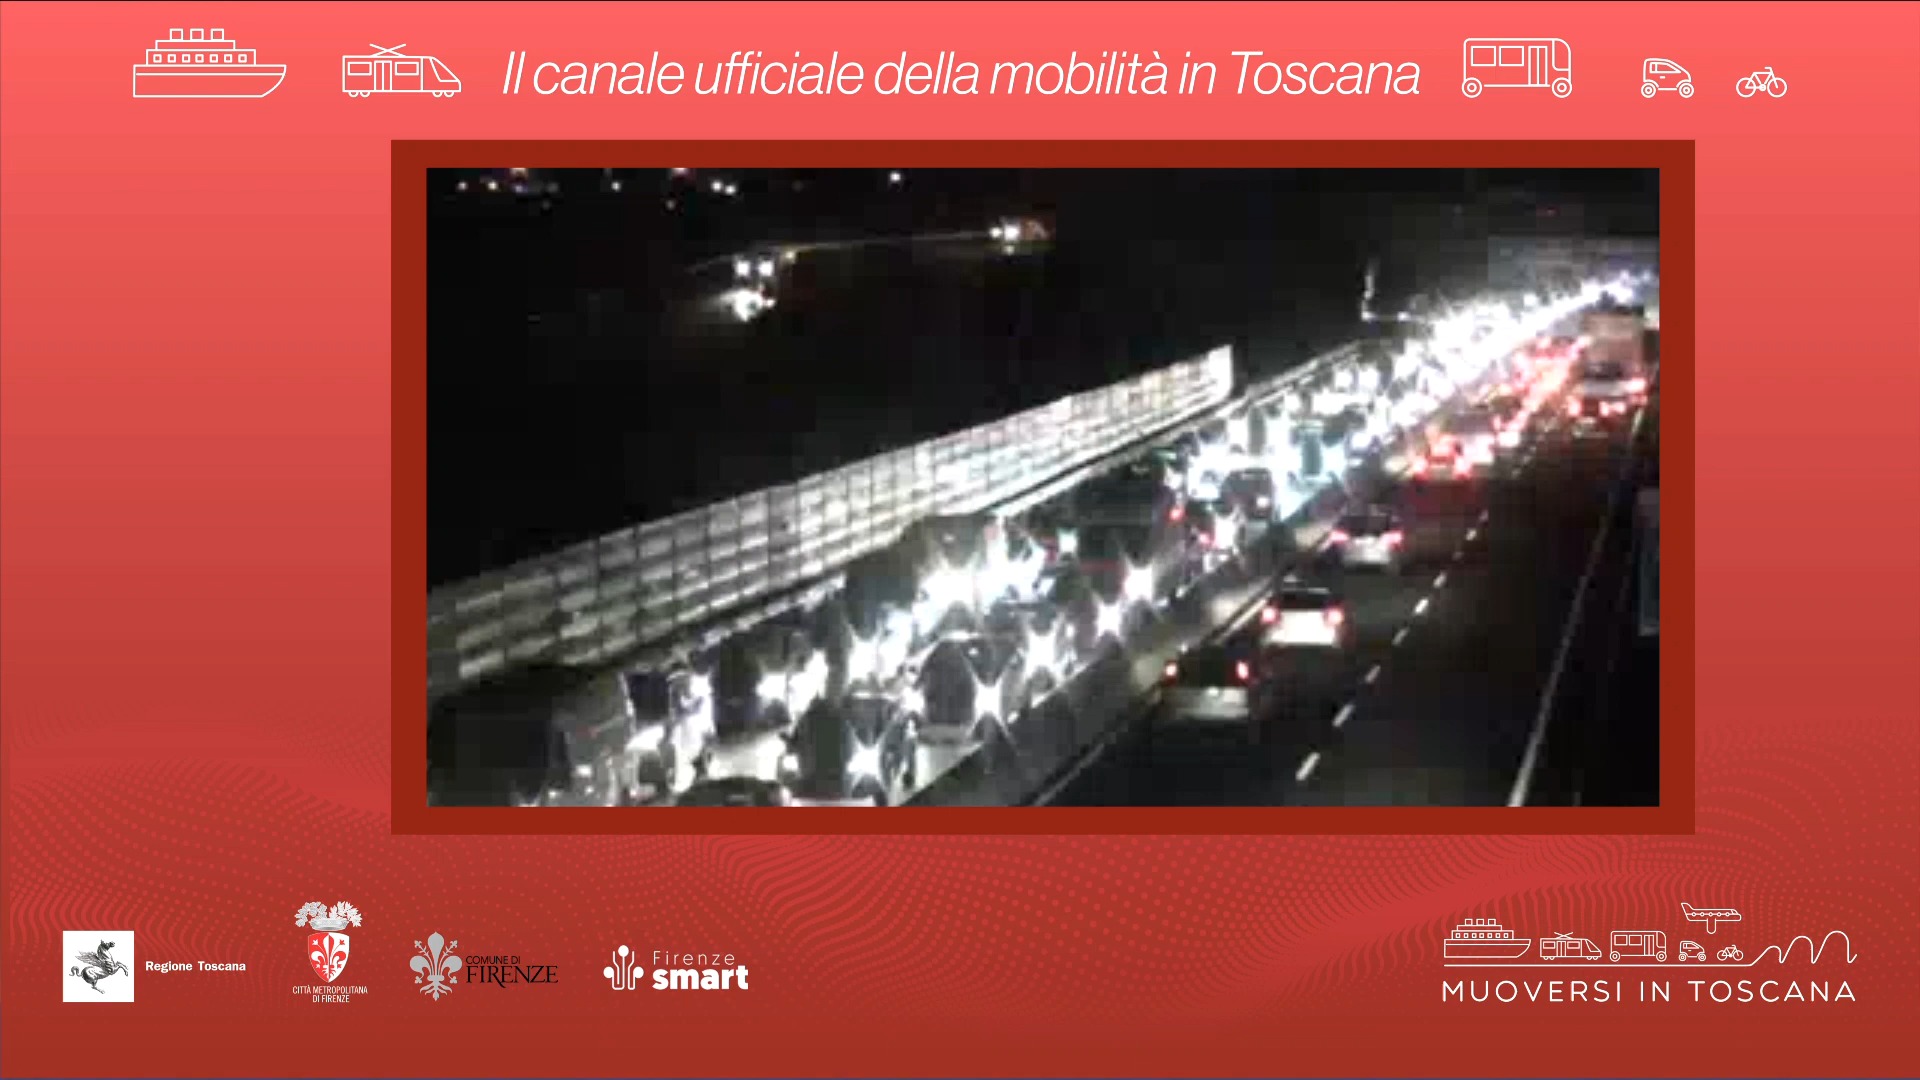 Il canale ufficiale della mobilità in Toscana
Regione Toscana
CITTÀ METROPOLITANA
DI FIRENZE
COMUNE DI
FIRENZE
Firenze
smart
MUOVERSI IN TOSCANA